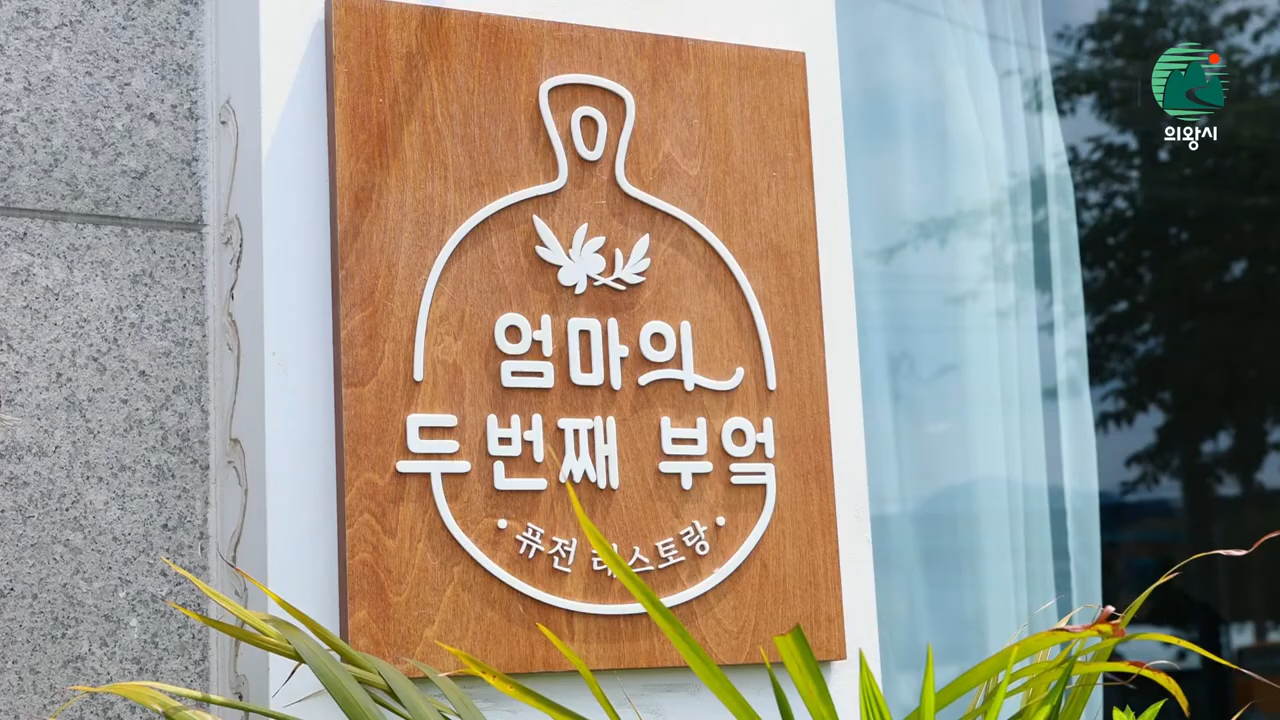 엄마의
두번째 부엌
·퓨전 레스토랑·
의왕시